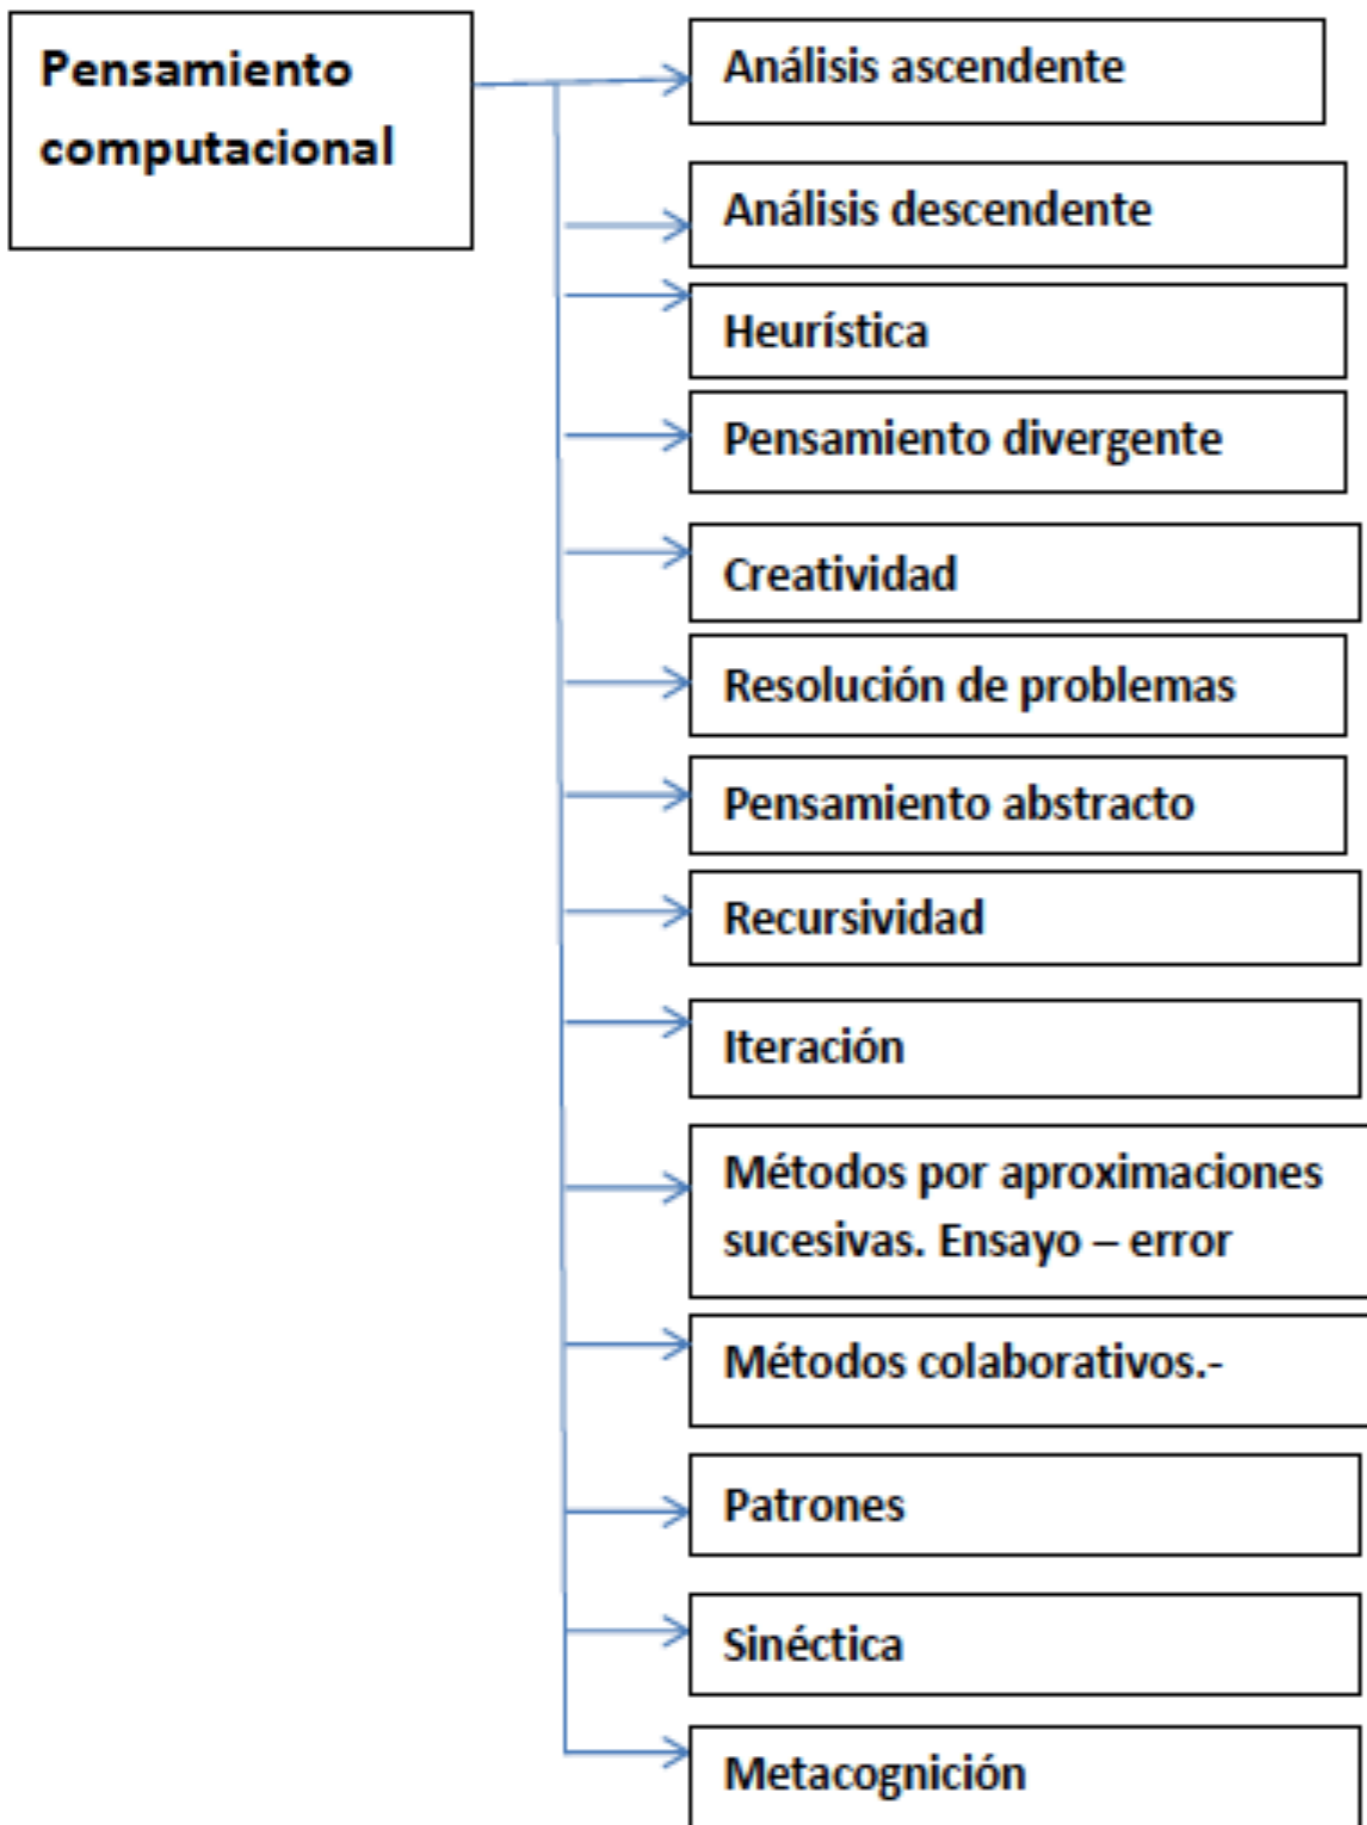 Pensamiento
computacional
Análisis ascendente
Análisis descendente
Heurística
Pensamiento divergente
Creatividad
Resolución de problemas
Pensamiento abstracto
Recursividad
Iteración
Métodos por aproximaciones
sucesivas. Ensayo – error
Métodos colaborativos.-
Patrones
Sinéctica
Metacognición